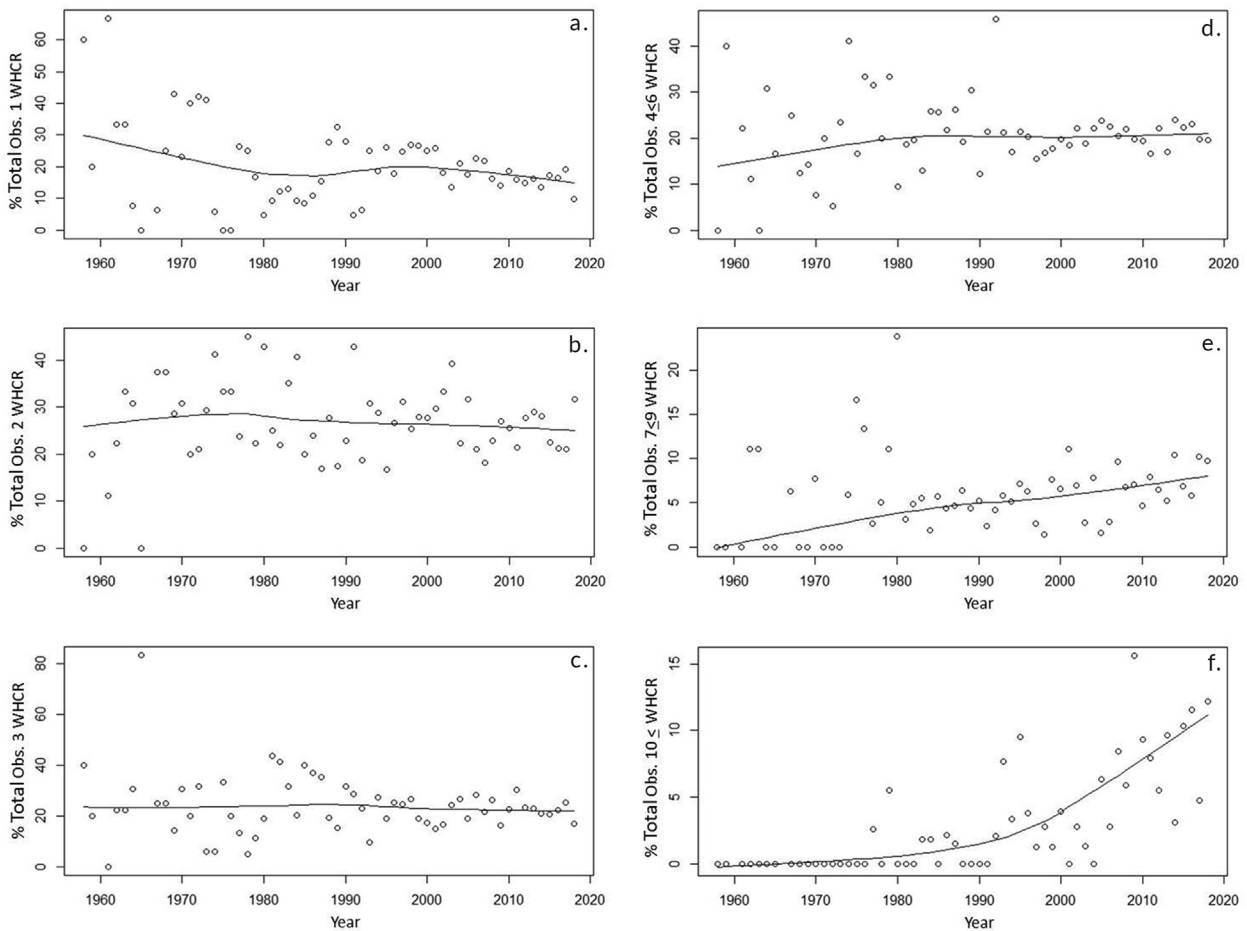 a.
% Total Obs. 1 WHCR
60
50
40
30
20
10
0
1960 1970 1980 1990 2000 2010 2020
Year
b.
% Total Obs. 2 WHCR
40
30
20
10
0
1960 1970 1980 1990 2000 2010 2020
Year
c.
% Total Obs. 3 WHCR
80
60
40
20
0
1960 1970 1980 1990 2000 2010 2020
Year
d.
% Total Obs. 4≤6 WHCR
40
30
20
10
0
1960 1970 1980 1990 2000 2010 2020
Year
e.
% Total Obs. 7≤9 WHCR
20
15
10
5
0
1960 1970 1980 1990 2000 2010 2020
Year
f.
% Total Obs. 10 ≤ WHCR
15
10
5
0
1960 1970 1980 1990 2000 2010 2020
Year